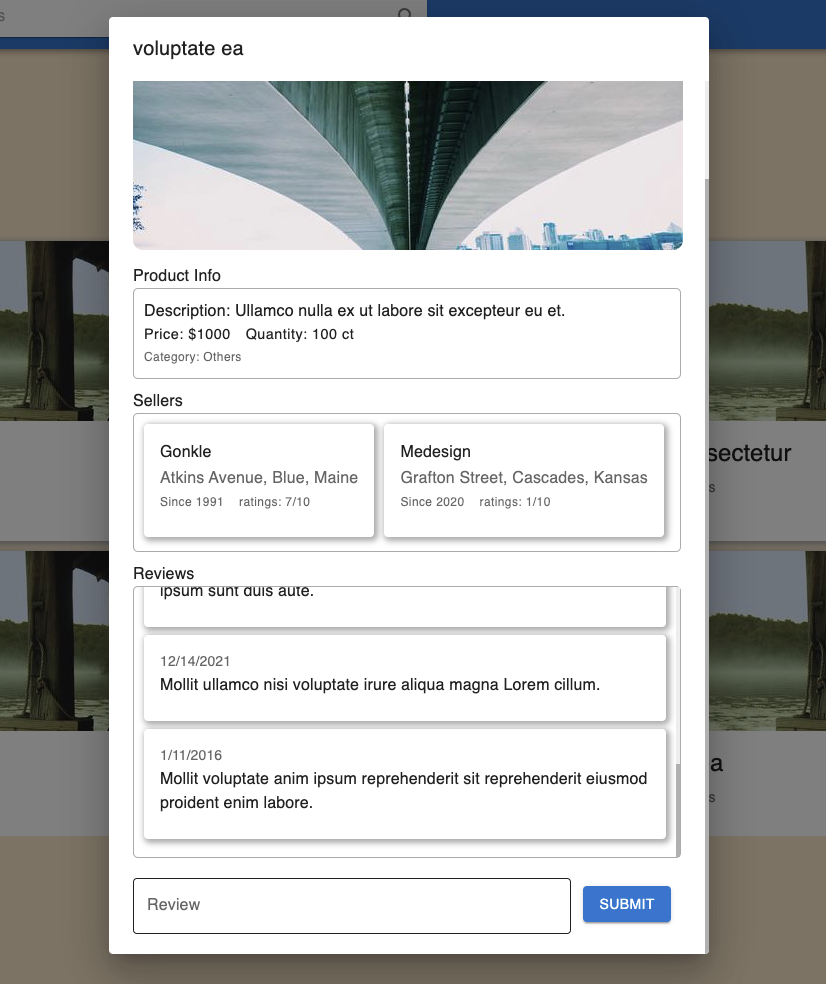 s
voluptate ea
Product Info
Description: Ullamco nulla ex ut labore sit excepteur eu et.
Price: $1000 Quantity: 100 ct
Category: Others
Sellers
Gonkle
Atkins Avenue, Blue, Maine
Since 1991 ratings: 7/10
Medesign
Grafton Street, Cascades, Kansas
Since 2020 ratings: 1/10
sectetur
s
Reviews
ipsum sunt duis aute.
12/14/2021
Mollit ullamco nisi voluptate irure aliqua magna Lorem cillum.
1/11/2016
Mollit voluptate anim ipsum reprehenderit sit reprehenderit eiusmod
proident enim labore.
a
s
Review
SUBMIT